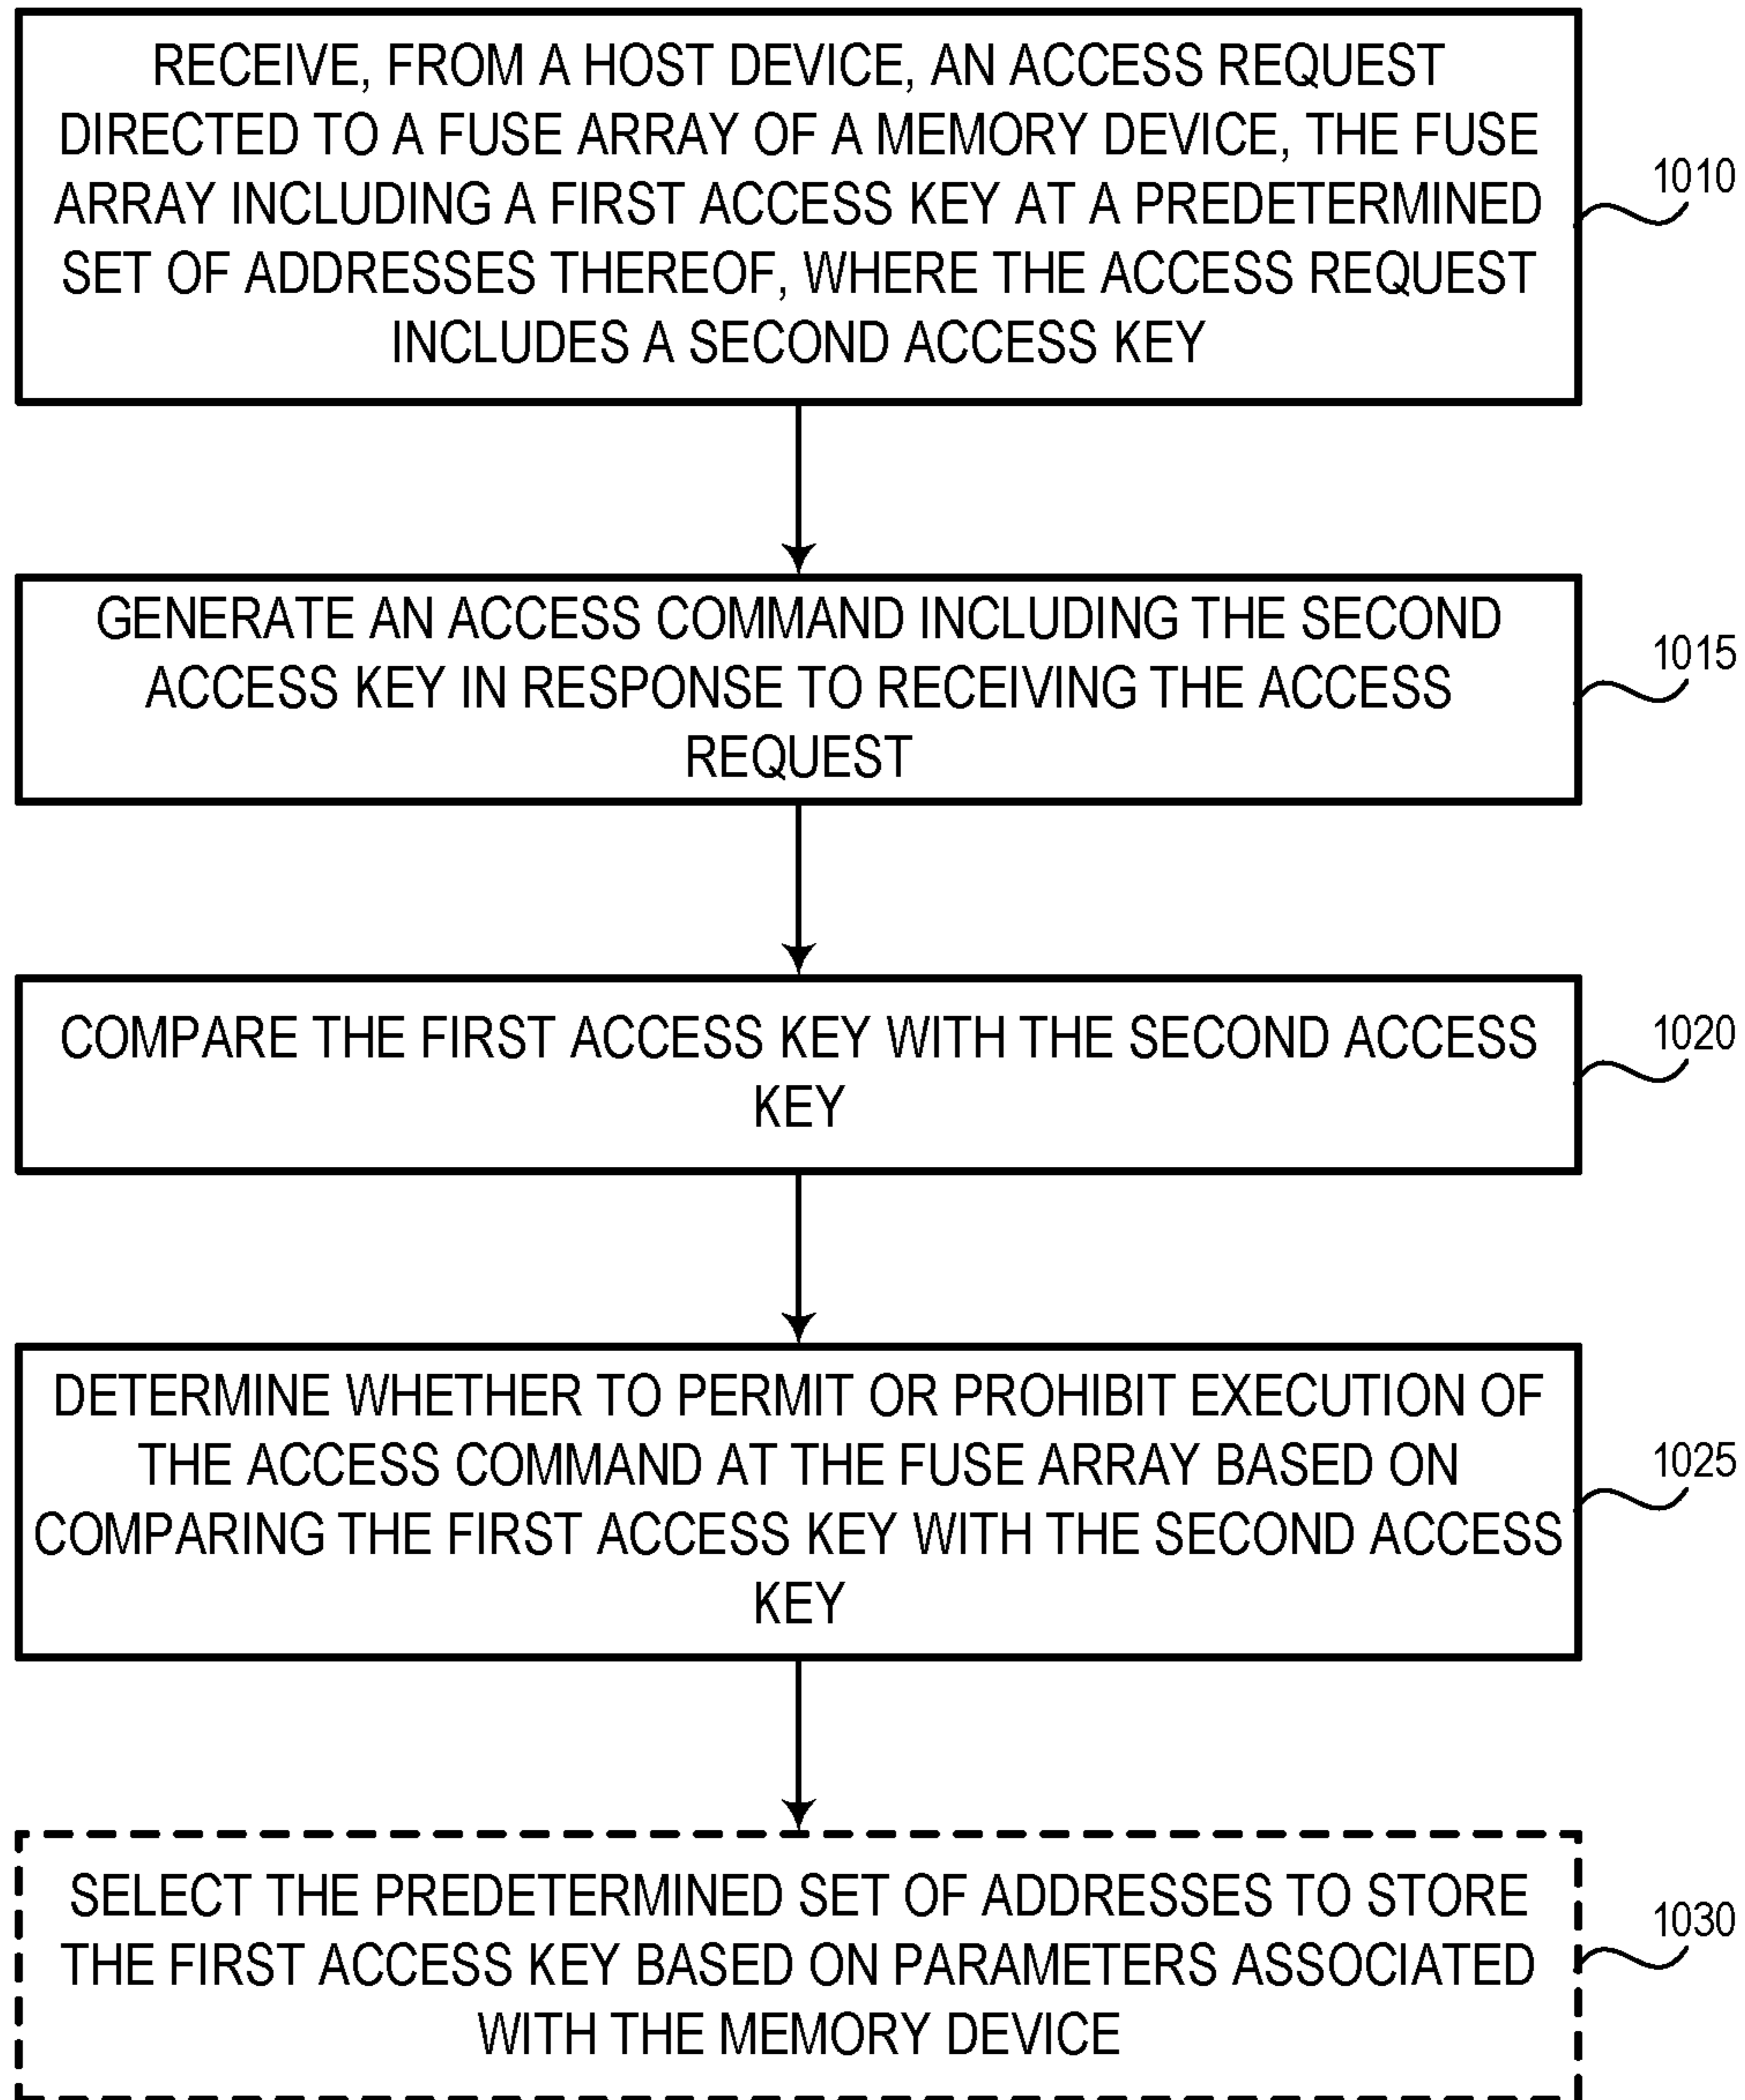 RECEIVE, FROM A HOST DEVICE, AN ACCESS REQUEST
DIRECTED TO A FUSE ARRAY OF A MEMORY DEVICE, THE FUSE
ARRAY INCLUDING A FIRST ACCESS KEY AT A PREDETERMINED
SET OF ADDRESSES THEREOF, WHERE THE ACCESS REQUEST
INCLUDES A SECOND ACCESS KEY
1010
GENERATE AN ACCESS COMMAND INCLUDING THE SECOND
ACCESS KEY IN RESPONSE TO RECEIVING THE ACCESS
REQUEST
1015
COMPARE THE FIRST ACCESS KEY WITH THE SECOND ACCESS
KEY
1020
DETERMINE WHETHER TO PERMIT OR PROHIBIT EXECUTION OF
THE ACCESS COMMAND AT THE FUSE ARRAY BASED ON
COMPARING THE FIRST ACCESS KEY WITH THE SECOND ACCESS
KEY
1025
SELECT THE PREDETERMINED SET OF ADDRESSES TO STORE
THE FIRST ACCESS KEY BASED ON PARAMETERS ASSOCIATED
WITH THE MEMORY DEVICE
1030